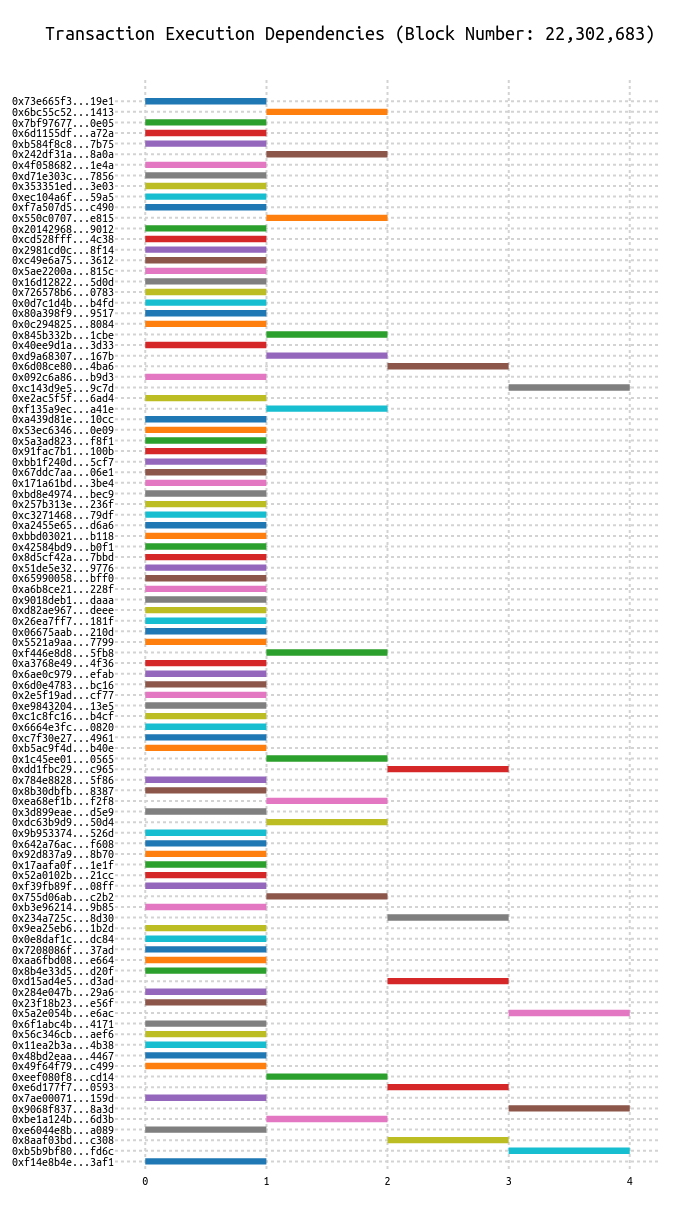 Transaction Execution Dependencies (Block Number: 22,302,683)
0x73e665f3...19e1
0x6bc55c52...1413
0x7bf97677...0e05
0x6d1155df...a72a
0xb584f8c8...7b75
0x242df31a...8a0a
0x4f058682...1e4a
0xd71e303c...7856
0x353351ed...3e03
0xec104a6f...59a5
0xf7a507d5...c490
0x550c0707...e815
0x20142968...9012
0xcd528fff...4c38
0x2981cd0c...8f14
0xc49e6a75...3612
0x5ae2200a...815c
0x16d12822...5d0d
0x726578b6...0783
0x0d7c1d4b...b4fd
0x80a398f9...9517
0x0c294825...8084
0x845b332b...1cbe
0x40ee9d1a...3d33
0xd9a68307...167b
0x6d08ce80...4ba6
0x092c6a86...b9d3
0xc143d9e5...9c7d
0xe2ac5f5f...6ad4
0xf135a9ec...a41e
0xa439d81e...10cc
0x53ec6346...0e09
0x5a3ad823...f8f1
0x91fac7b1...100b
0xbb1f240d...5cf7
0x67ddc7aa...06e1
0x171a61bd...3be4
0xbd8e4974...bec9
0x257b313e...236f
0xc3271468...79df
0xa2455e65...d6a6
0xbbd03021...b118
0x42584bd9...b0f1
0x8d5cf42a...7bbd
0x51de5e32...9776
0x65990058...bff0
0xa6b8ce21...228f
0x9018deb1...daaa
0xd82ae967...deee
0x26ea7ff7...181f
0x06675aab...210d
0x5521a9aa...7799
0xf446e8d8...5fb8
0xa3768e49...4f36
0x6ae0c979...efab
0x6d0e4783...bc16
0x2e5f19ad...cf77
0xe9843204...13e5
0xc1c8fc16...b4cf
0x6664e3fc...0820
0xc7f30e27...4961
0xb5ac9f4d...b40e
0x1c45ee01...0565
0xdd1fbc29...c965
0x784e8828...5f86
0x8b30dbfb...8387
0xea68ef1b...f2f8
0x3d899eae...d5e9
0xdc63b9d9...50d4
0x9b953374...526d
0x642a76ac...f608
0x92d837a9...8b70
0x17aafa0f...1e1f
0x52a0102b...21cc
0xf39fb89f...08ff
0x755d06ab...c2b2
0xb3e96214...9b85
0x234a725c...8d30
0x9ea25eb6...1b2d
0x0e8daf1c...dc84
0x7208086f...37ad
0xaa6fbd08...e664
0x8b4e33d5...d20f
0xd15ad4e5...d3ad
0x284e047b...29a6
0x23f18b23...e56f
0x5a2e054b...e6ac
0x6f1abc4b...4171
0x56c346cb...aef6
0x11ea2b3a...4b38
0x48bd2eaa...4467
0x49f64f79...c499
0xeef080f8...cd14
0xe6d177f7...0593
0x7ae00071...159d
0x9068f837...8a3d
0xbe1a124b...6d3b
0xe6044e8b...a089
0x8aaf03bd...c308
0xb5b9bf80...fd6c
0xf14e8b4e...3af1
0 1 2 3 4